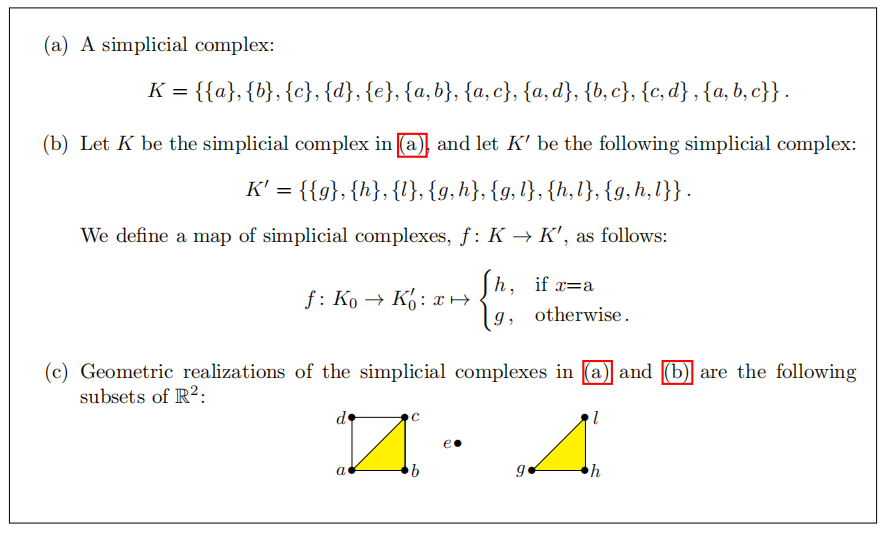 (a) A simplicial complex:
K = {{a}, {b}, {c}, {d}, {e}, {a, b}, {a, c}, {a, d}, {b, c}, {c, d} , {a, b, c}} .
(b) Let K be the simplicial complex in (a), and let K′ be the following simplicial complex:
K′ = {{g}, {h}, {l}, {g, h}, {g, l}, {h, l}, {g, h, l}} .
We define a map of simplicial complexes, f : K → K′, as follows:
f : K₀ → K′₀ : x ↦ { h , if x=a
g , otherwise .
(c) Geometric realizations of the simplicial complexes in (a) and (b) are the following
subsets of ℝ²:
d c l
e
a b g h